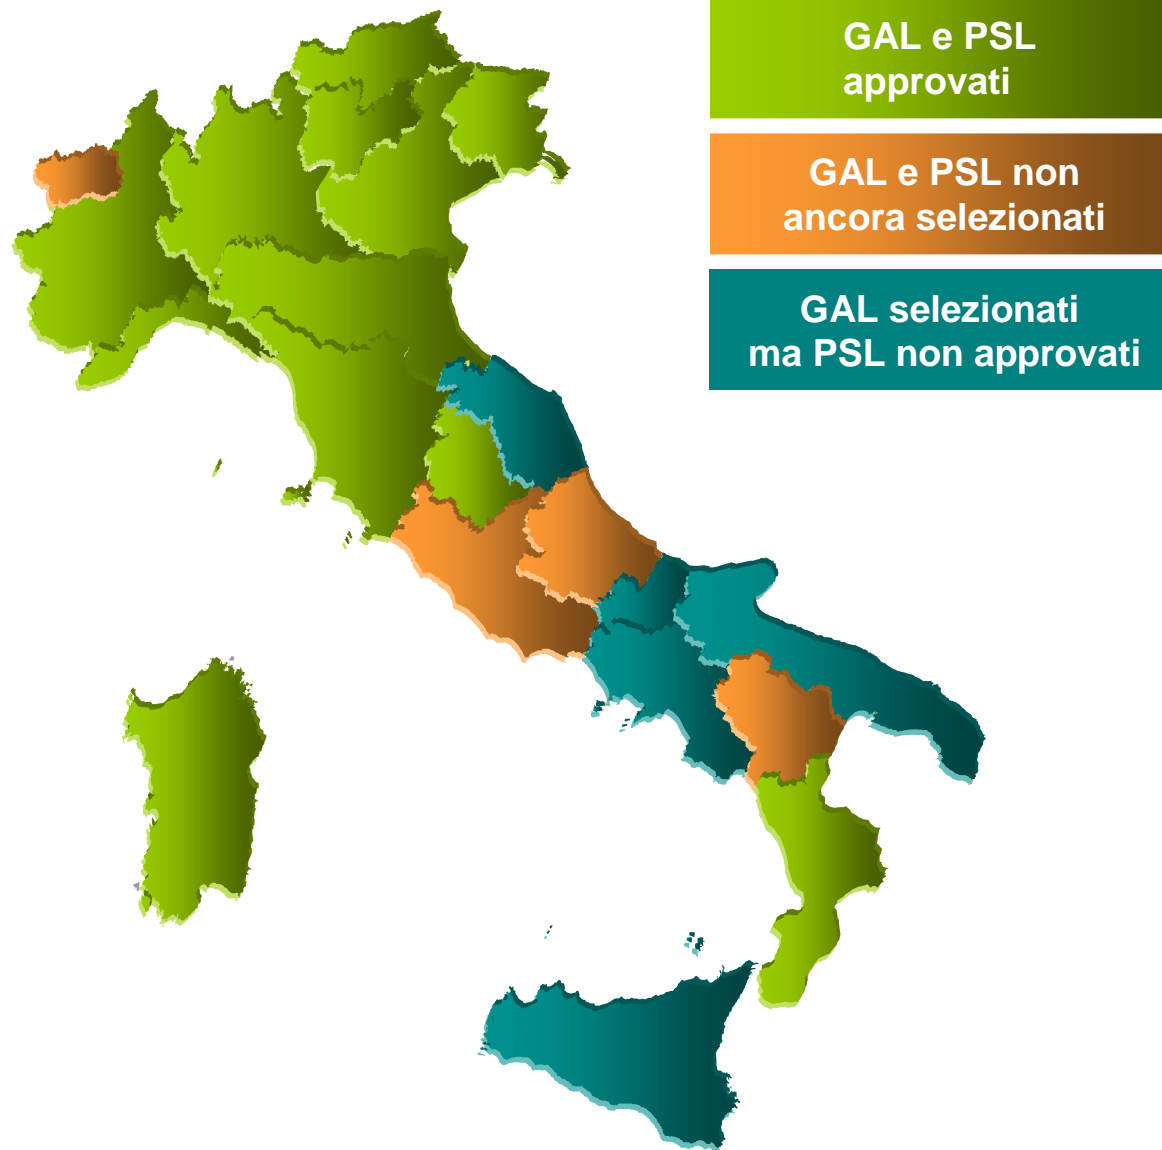 GAL e PSL
approvati
GAL e PSL non
ancora selezionati
GAL selezionati
ma PSL non approvati